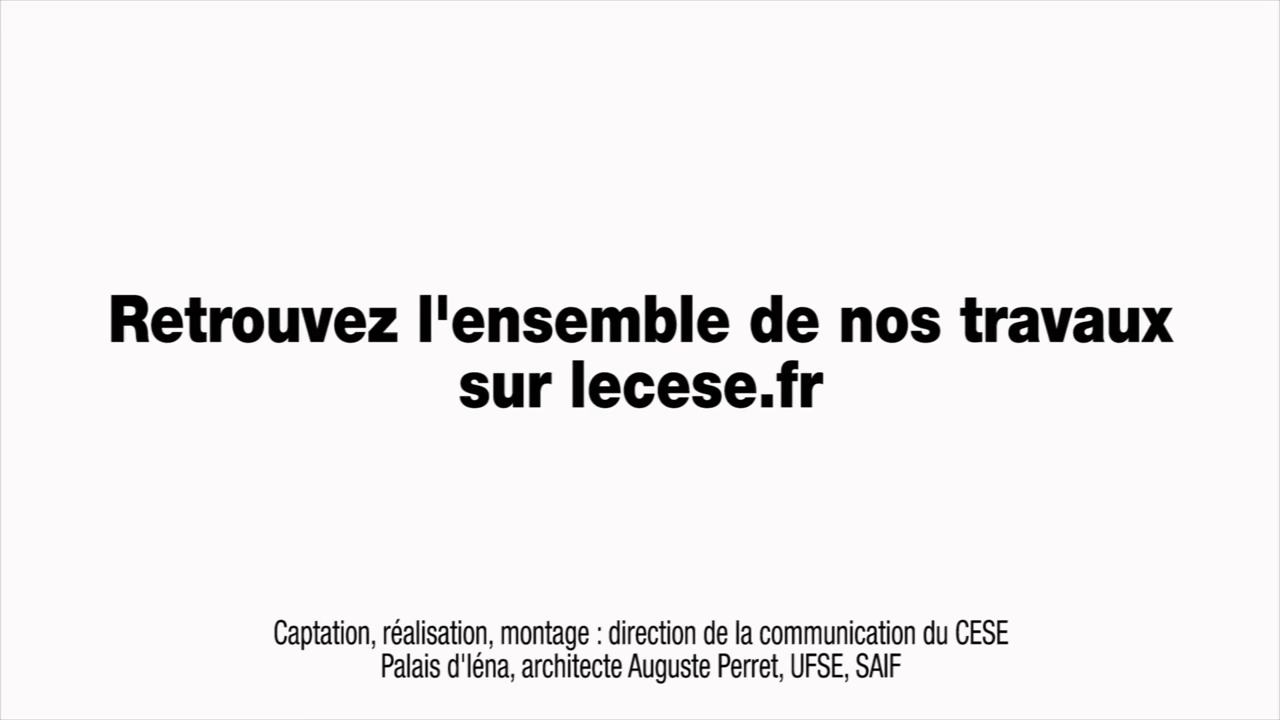 Retrouvez l'ensemble de nos travaux
sur lecese.fr
Captation, réalisation, montage : direction de la communication du CESE
Palais d'Iéna, architecte Auguste Perret, UFSE, SAIF